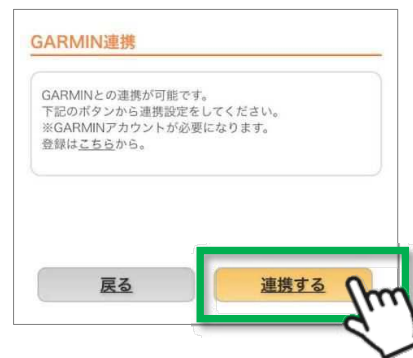 GARMIN連携
GARMINとの連携が可能です。
下記のボタンから連携設定をしてください。
※GARMINアカウントが必要になります。
登録はこちらから。
戻る
連携する